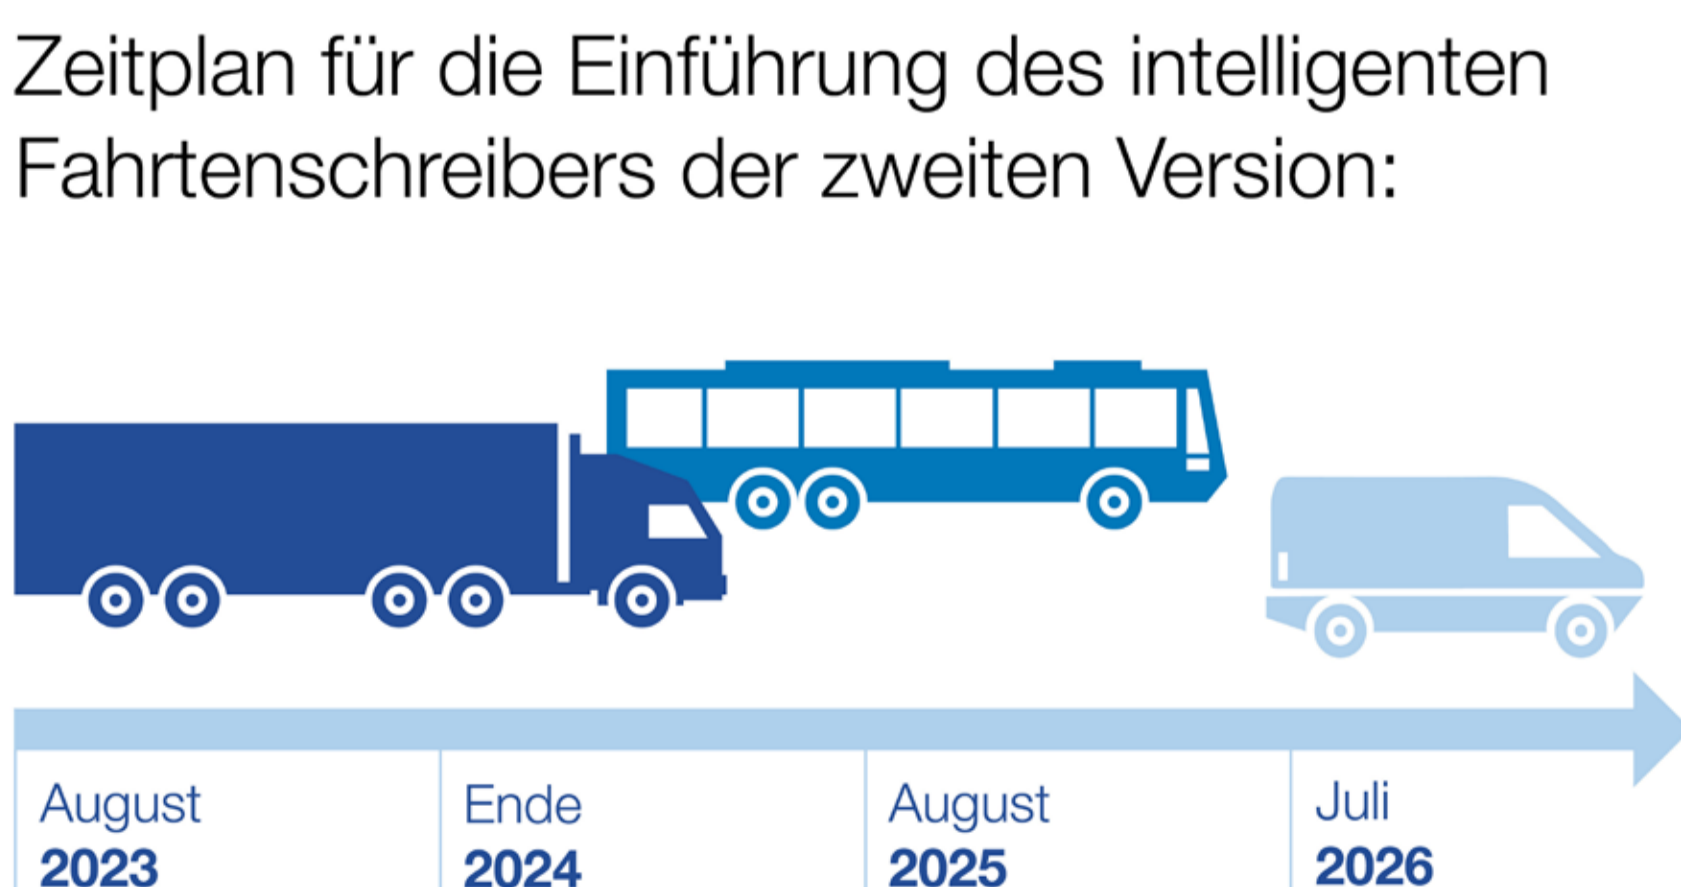 Zeitplan für die Einführung des intelligenten
Fahrtenschreibers der zweiten Version:
August
2023
Ende
2024
August
2025
Juli
2026